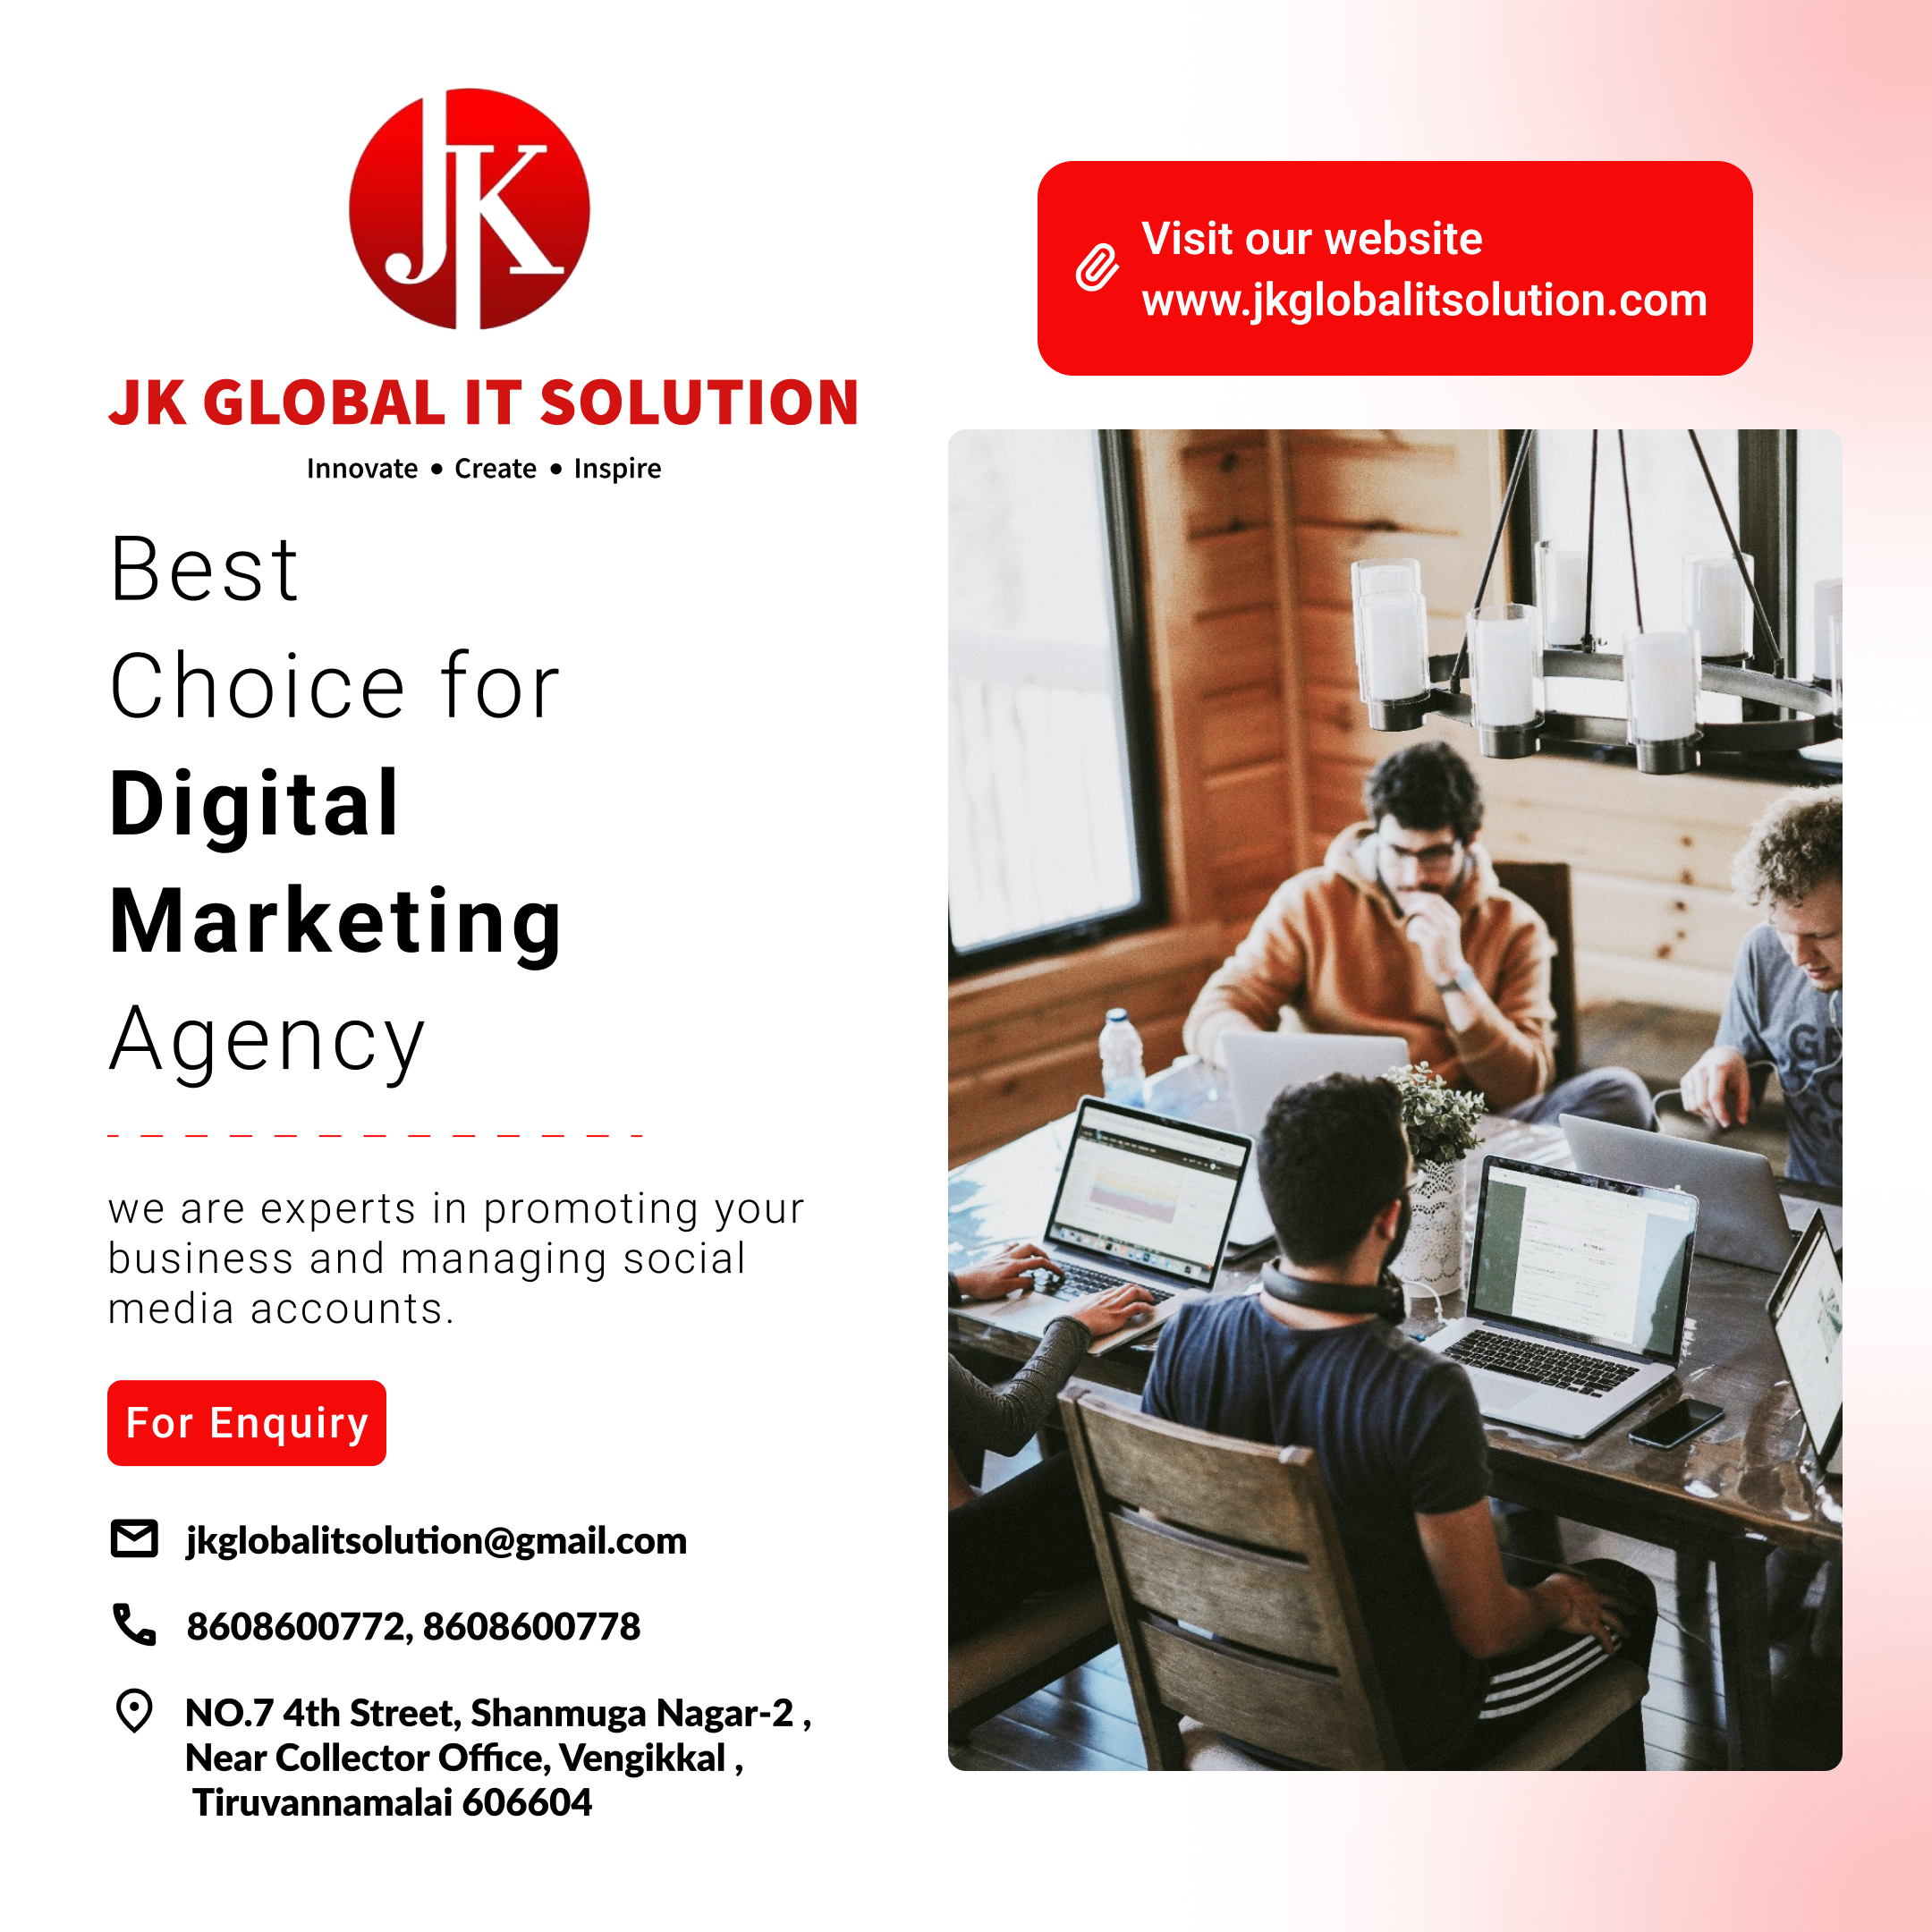 JK
JK GLOBAL IT SOLUTION
Innovate • Create • Inspire
Best
Choice for
Digital
Marketing
Agency
we are experts in promoting your
business and managing social
media accounts.
For Enquiry
jkglobalitsolution@gmail.com
8608600772, 8608600778
NO.7 4th Street, Shanmuga Nagar-2 ,
Near Collector Office, Vengikkal ,
Tiruvannamalai 606604
Visit our website
www.jkglobalitsolution.com